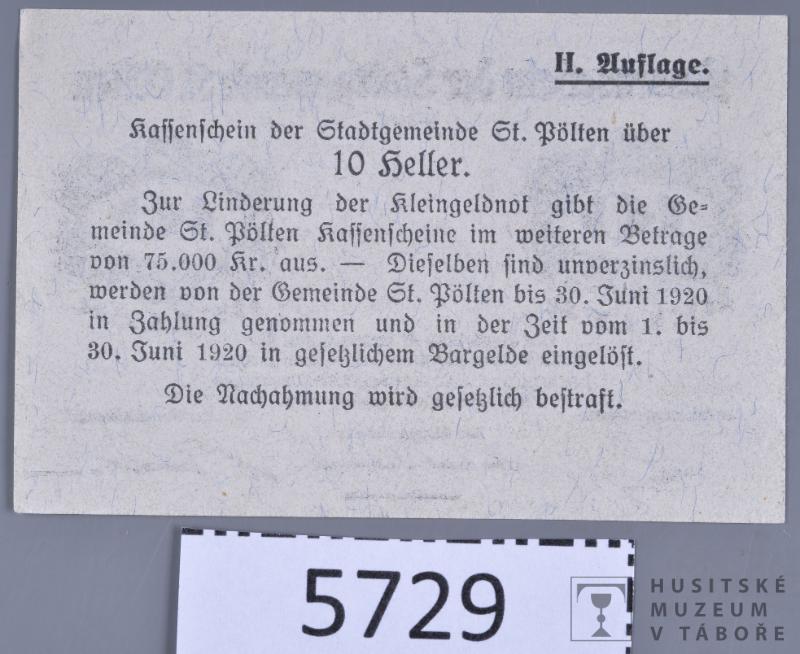 II. Auflage.
Kassenschein der Stadtgemeinde St. Pölten über
10 Heller.
Zur Linderung der Kleingeldnot gibt die Ge=
meinde St. Pölten Kassenscheine im weiteren Betrage
von 75.000 Kr. aus. — Dieselben sind unverzinslich,
werden von der Gemeinde St. Pölten bis 30. Juni 1920
in Zahlung genommen und in der Zeit vom 1. bis
30. Juni 1920 in gesetzlichem Bargelde eingelöst.
Die Nachahmung wird gesetzlich bestraft.
5729
HUSITSKÉ
MUZEUM
V TÁBOŘE